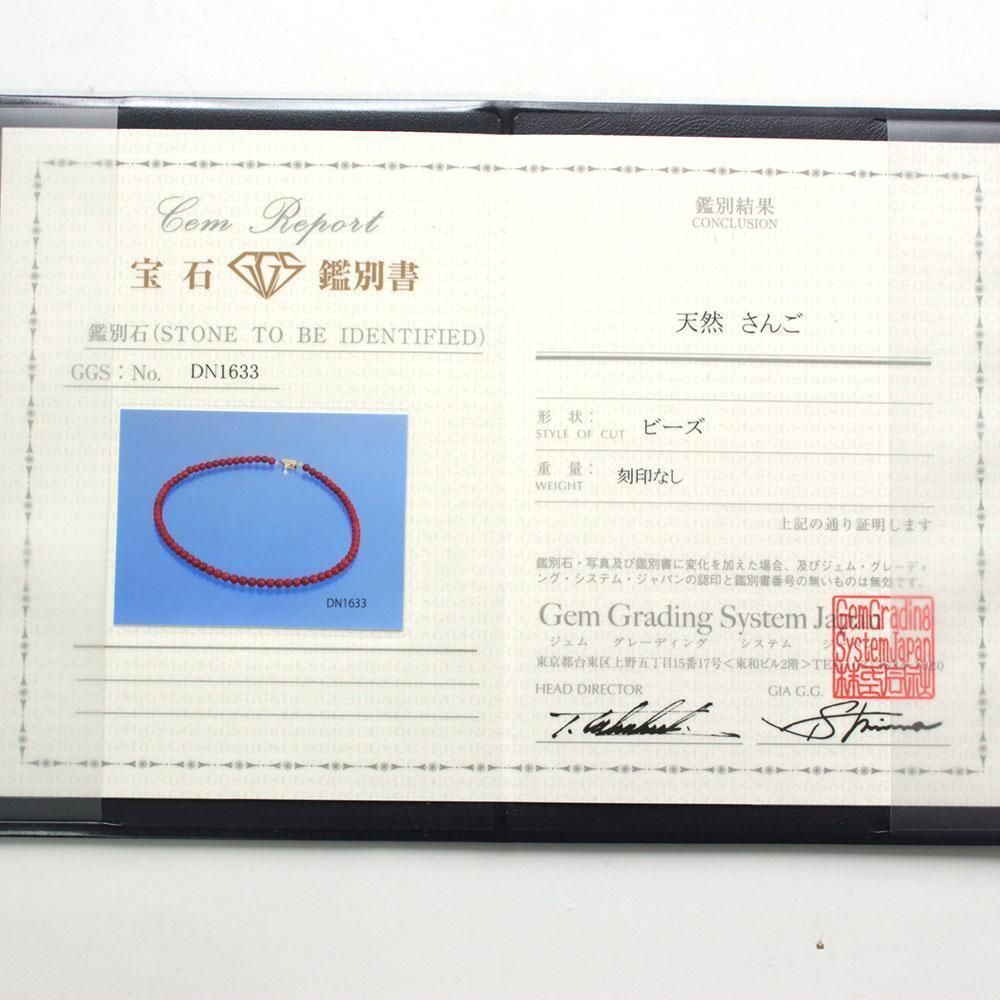 Gem Report
宝石 GGS 鑑別書
鑑別石(STONE TO BE IDENTIFIED)
GGS : No. DN1633
DN1633
鑑別結果
CONCLUSION
天然 さんご
形 状 :
STYLE OF CUT ビーズ
重 量 :
WEIGHT 刻印なし
上記の通り証明します
鑑別石・写真及び鑑別書に変化を加えた場合、及びジェム・グレーディ
ング・システム・ジャパンの認印と鑑別書番号の無いものは無効です。
Gem Grading System Japan
ジェム グレーディング システム
東京都台東区上野五丁目15番17号<東和ビル2階>
GemGrading
SystemJapan
株式会社
HEAD DIRECTOR
GIA G.G.